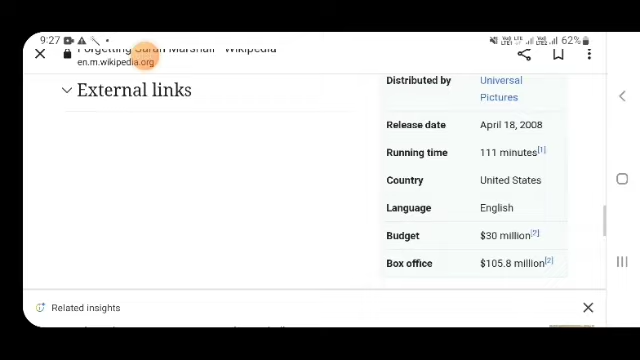 9:27
62%
Forgetting Sarah Marshall - Wikipedia
en.m.wikipedia.org
External links
Distributed by Universal
Pictures
Release date April 18, 2008
Running time 111 minutes[1]
Country United States
Language English
Budget $30 million[2]
Box office $105.8 million[2]
Related insights